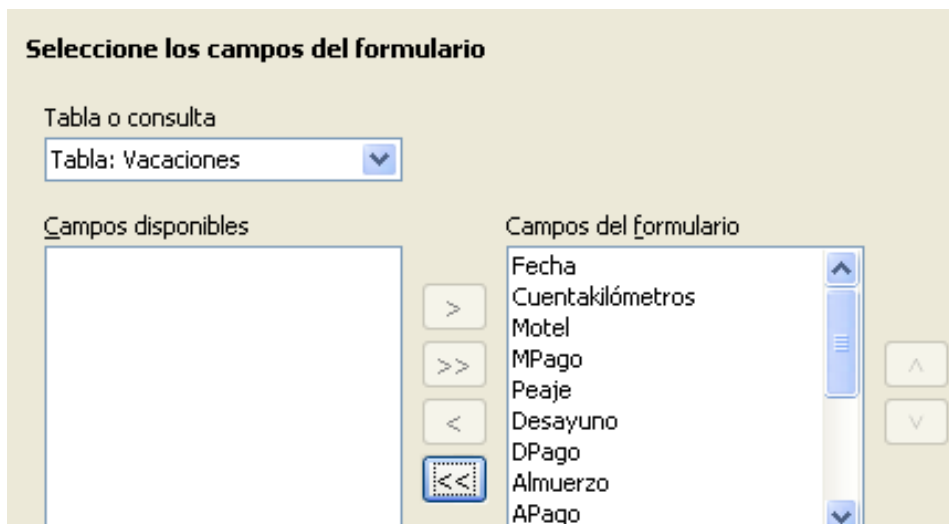 Seleccione los campos del formulario
Tabla o consulta
Tabla: Vacaciones
Campos disponibles
Campos del formulario
Fecha
Cuentakilómetros
Motel
MPago
Peaje
Desayuno
DPago
Almuerzo
APago
>
>>
<
<<
^
v